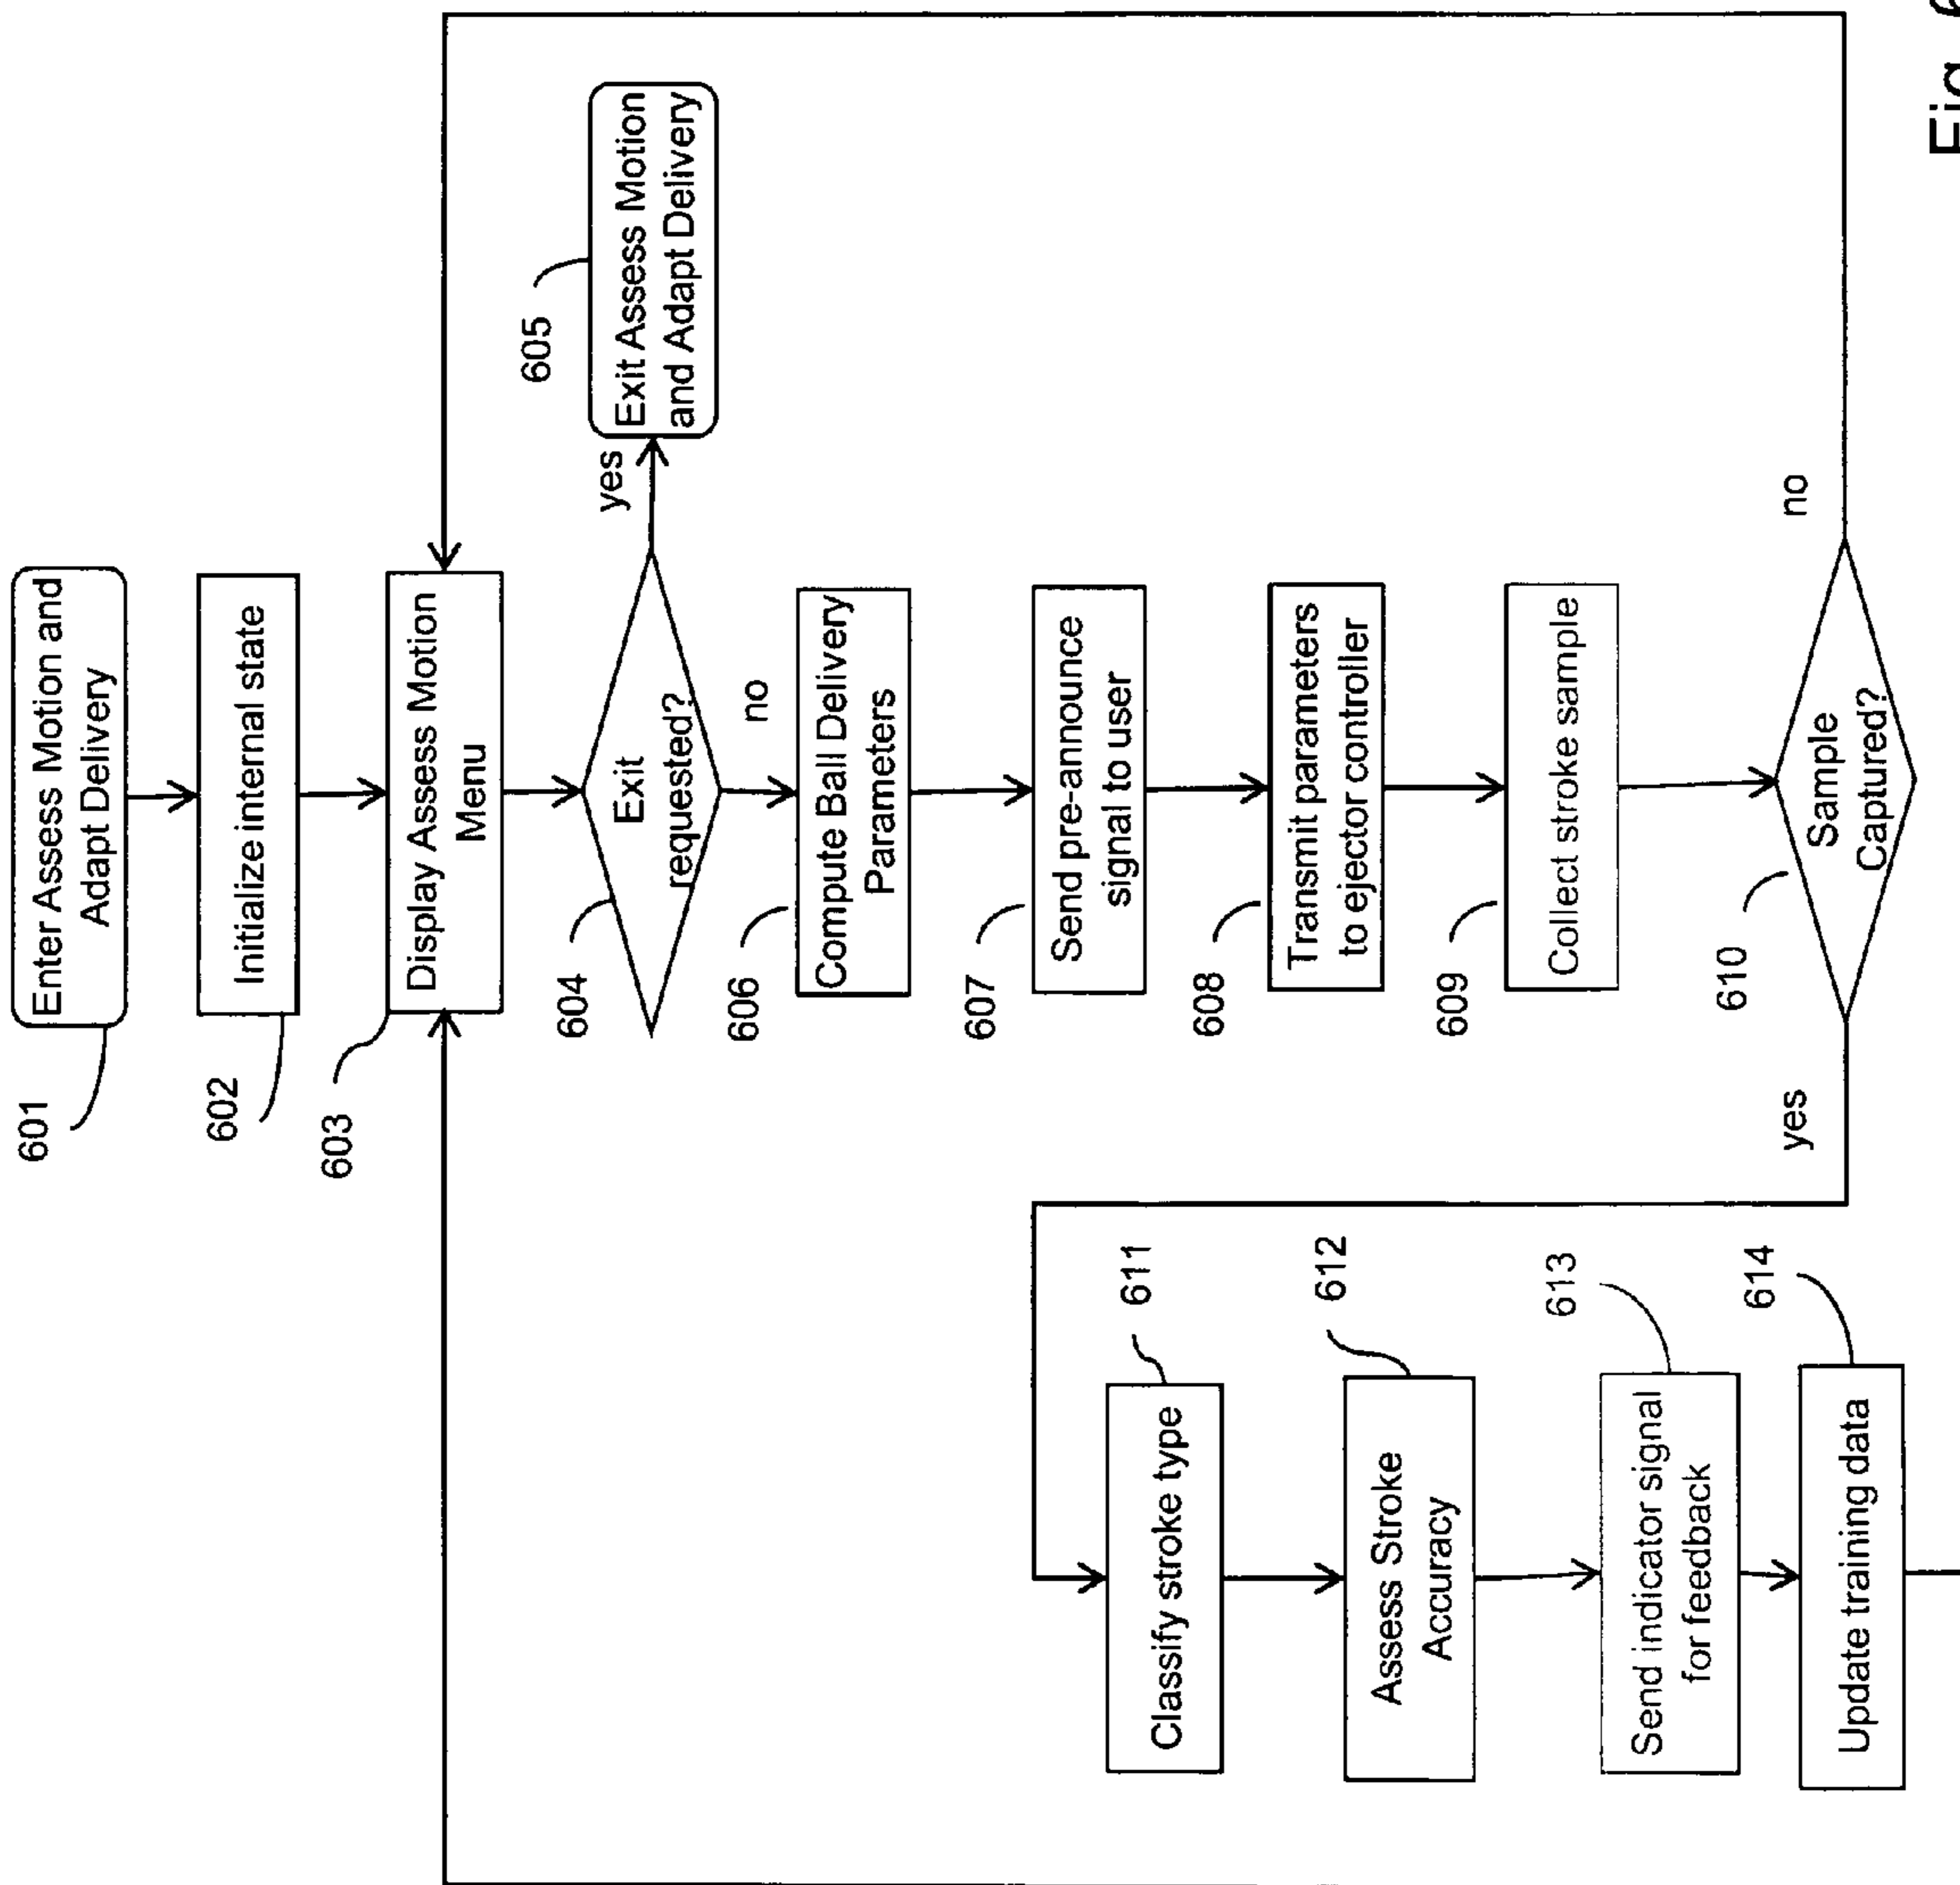 601
Enter Assess Motion and
Adapt Delivery
602
Initialize internal state
603
Display Assess Motion
Menu
604
Exit
requested?
yes
605
Exit Assess Motion
and Adapt Delivery
no
606
Compute Ball Delivery
Parameters
607
Send pre-announce
signal to user
608
Transmit parameters
to ejector controller
609
Collect stroke sample
610
Sample
Captured?
no
yes
611
Classify stroke type
612
Assess Stroke
Accuracy
613
Send indicator signal
for feedback
614
Update training data